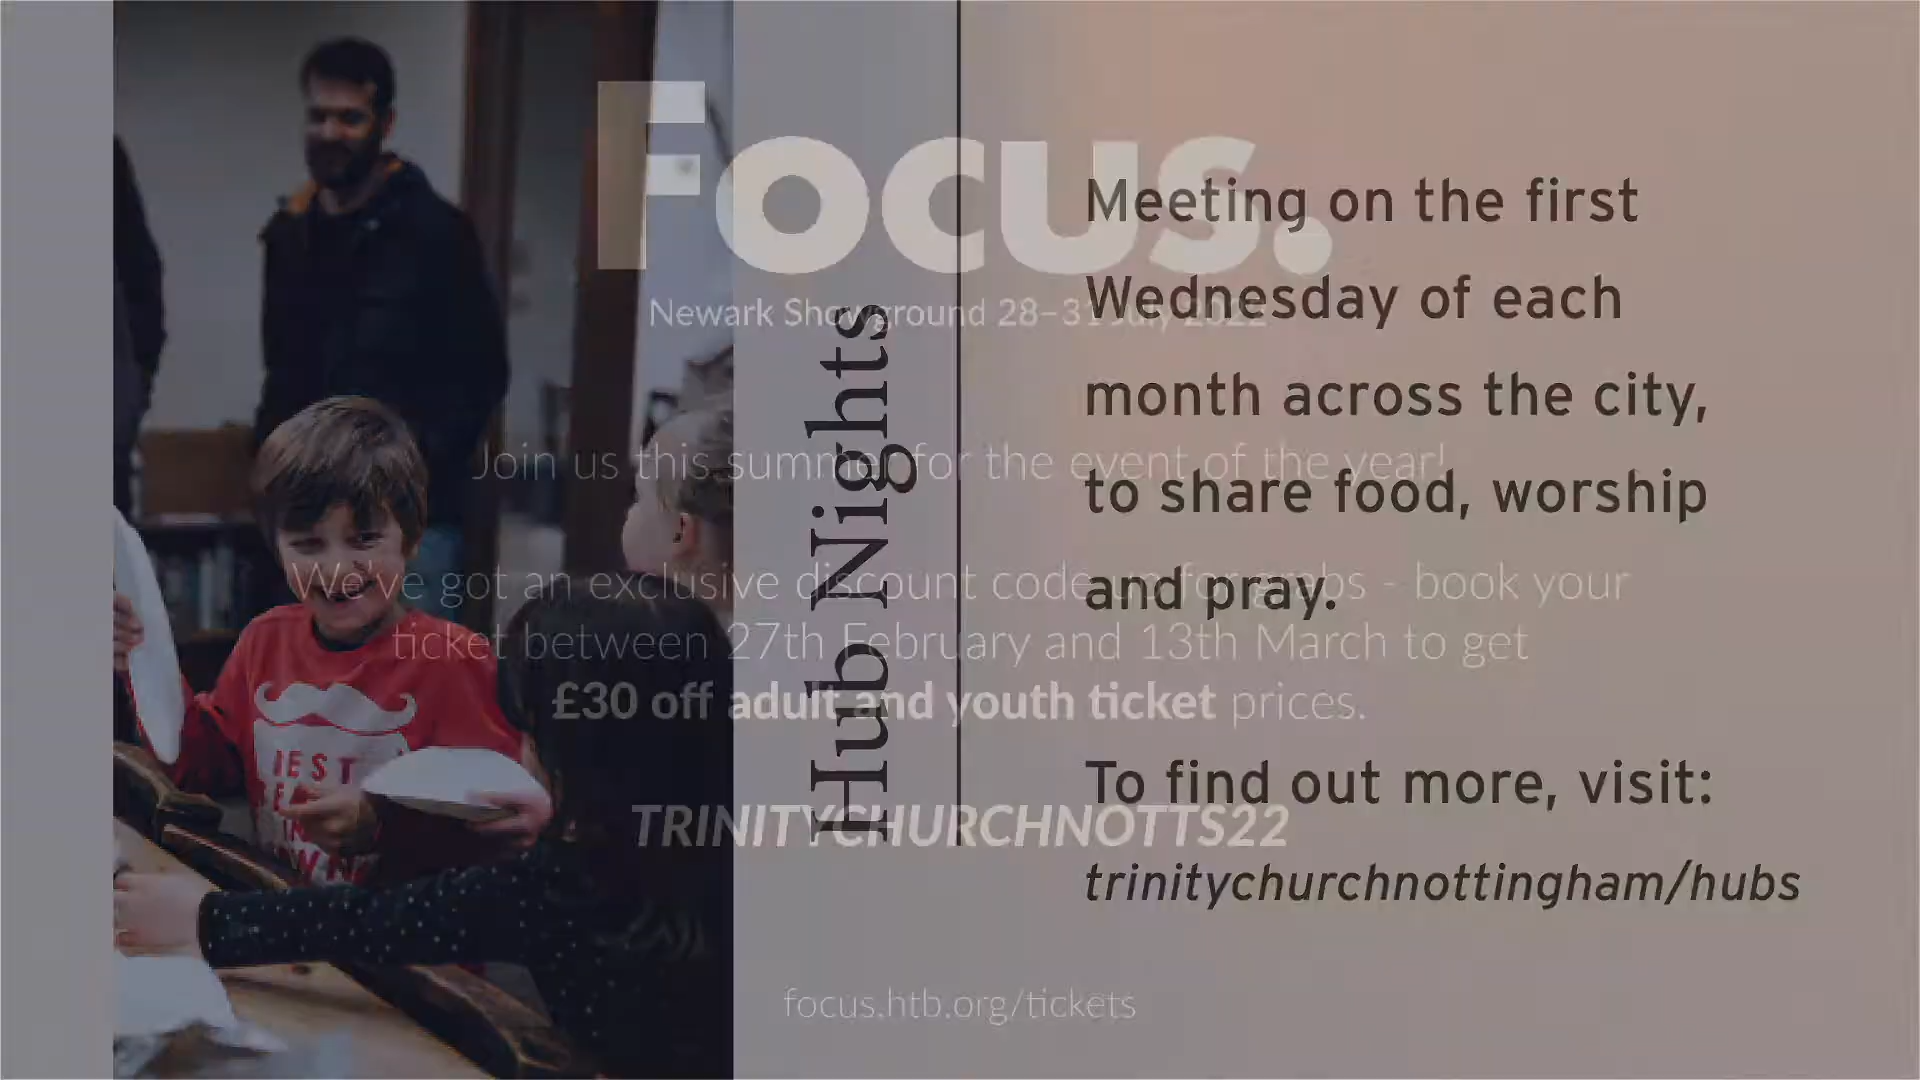 Focus.
Newark Showground 28–31 July 2022
Join us this summer for the event of the year!
We've got an exclusive discount code up for grabs - book your
ticket between 27th February and 13th March to get
£30 off adult and youth ticket prices.
TRINITYCHURCHNOTTS22
focus.htb.org/tickets
Hub Nights
Meeting on the first
Wednesday of each
month across the city,
to share food, worship
and pray.
To find out more, visit:
trinitychurchnottingham/hubs